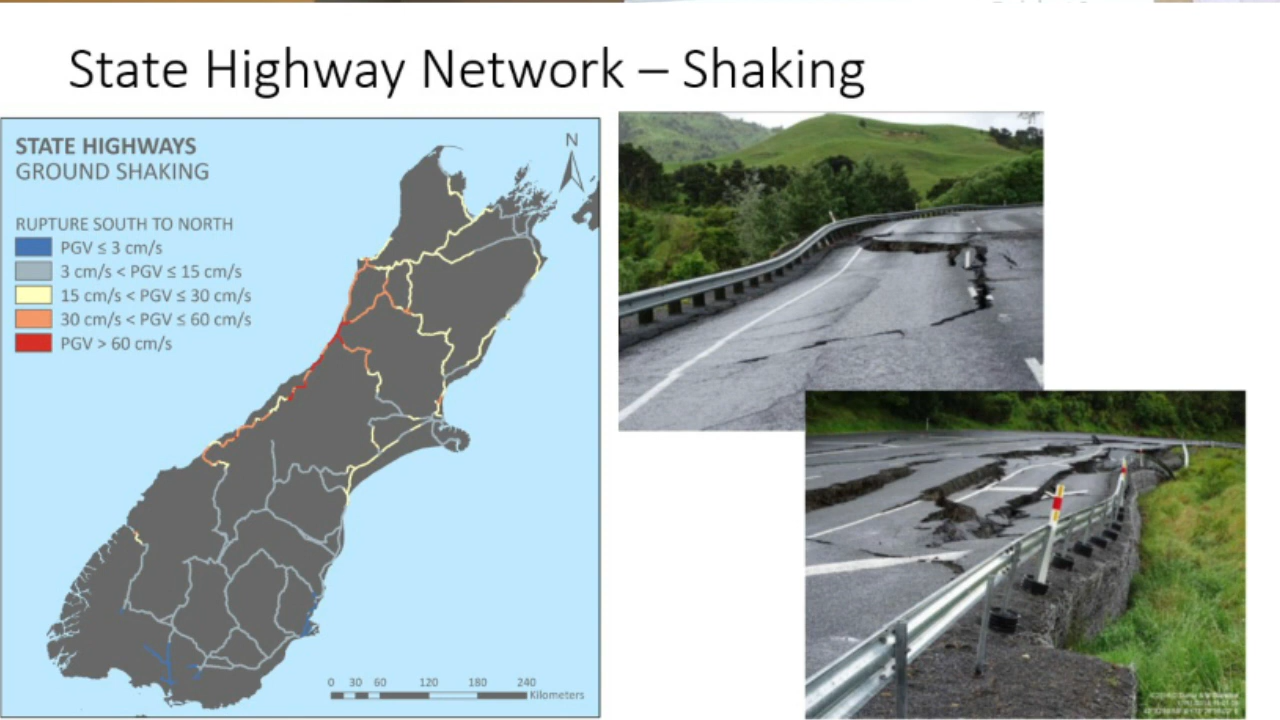 State Highway Network – Shaking
STATE HIGHWAYS
GROUND SHAKING
N
RUPTURE SOUTH TO NORTH
PGV ≤ 3 cm/s
3 cm/s < PGV ≤ 15 cm/s
15 cm/s < PGV ≤ 30 cm/s
30 cm/s < PGV ≤ 60 cm/s
PGV > 60 cm/s
0 30 60 120 180 240
Kilometers